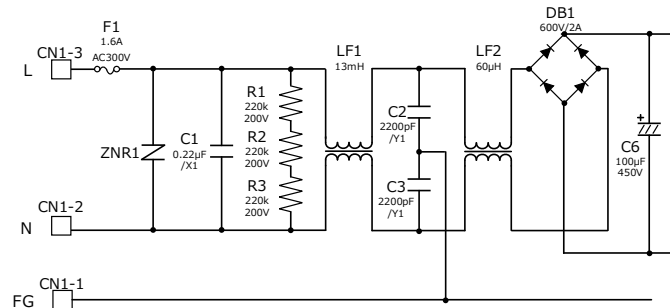 DB1
600V/2A
F1
1.6A
AC300V
CN1-3
L
LF1
13mH
LF2
60µH
R1
220k
200V
C1
0.22µF
/X1
ZNR1
R2
220k
200V
R3
220k
200V
C2
2200pF
/Y1
C3
2200pF
/Y1
+
C6
100µF
450V
CN1-2
N
CN1-1
FG